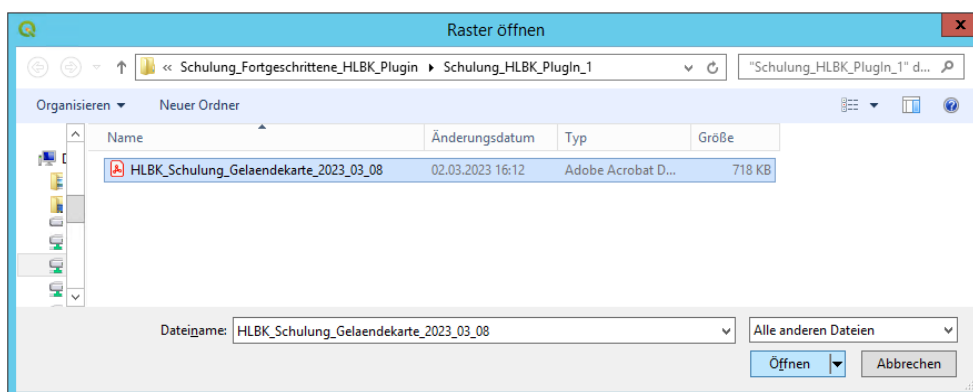 Raster öffnen
x
« Schulung_Fortgeschrittene_HLBK_Plugin Schulung_HLBK_PlugIn_1 "Schulung_HLBK_PlugIn_1" d...
Organisieren Neuer Ordner
Name Änderungsdatum Typ Größe
HLBK_Schulung_Gelaendekarte_2023_03_08 02.03.2023 16:12 Adobe Acrobat D... 718 KB
Dateiname: HLBK_Schulung_Gelaendekarte_2023_03_08 Alle anderen Dateien
Öffnen Abbrechen